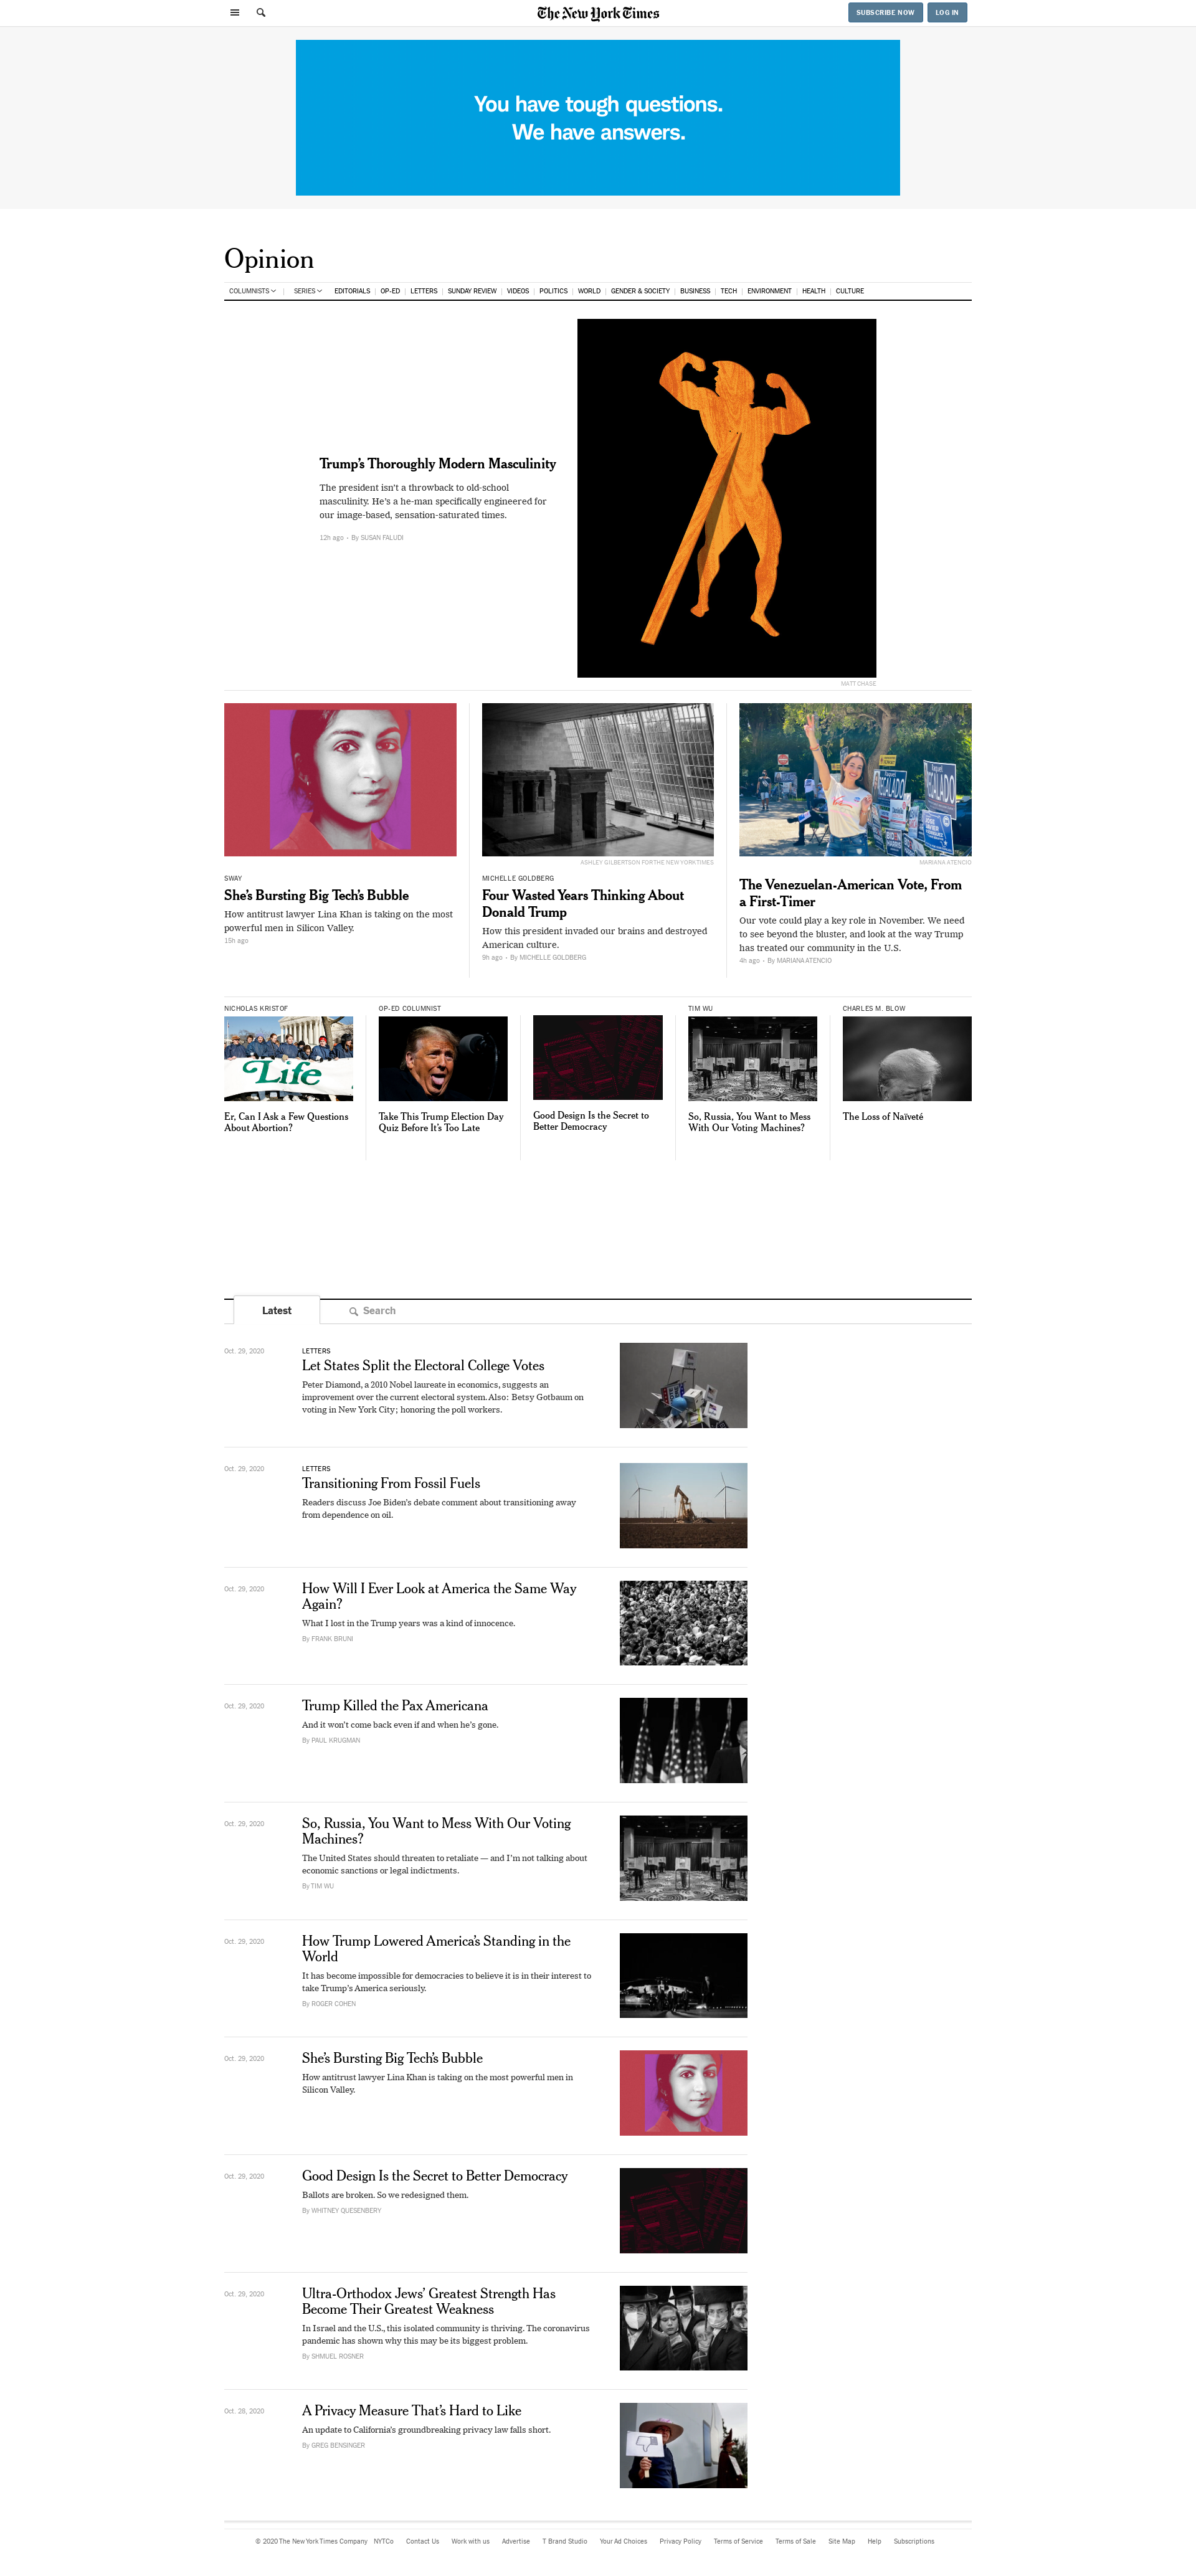 The New York Times
SUBSCRIBE NOW
LOG IN
You have tough questions.
We have answers.
Opinion
COLUMNISTS
SERIES
EDITORIALS
OP-ED
LETTERS
SUNDAY REVIEW
VIDEOS
POLITICS
WORLD
GENDER & SOCIETY
BUSINESS
TECH
ENVIRONMENT
HEALTH
CULTURE
Trump’s Thoroughly Modern Masculinity
The president isn’t a throwback to old-school
masculinity. He’s a he-man specifically engineered for
our image-based, sensation-saturated times.
12h ago • By SUSAN FALUDI
MATT CHASE
SWAY
She’s Bursting Big Tech’s Bubble
How antitrust lawyer Lina Khan is taking on the most
powerful men in Silicon Valley.
15h ago
ASHLEY GILBERTSON FOR THE NEW YORK TIMES
MICHELLE GOLDBERG
Four Wasted Years Thinking About
Donald Trump
How this president invaded our brains and destroyed
American culture.
9h ago • By MICHELLE GOLDBERG
MARIANA ATENCIO
The Venezuelan-American Vote, From
a First-Timer
Our vote could play a key role in November. We need
to see beyond the bluster, and look at the way Trump
has treated our community in the U.S.
4h ago • By MARIANA ATENCIO
NICHOLAS KRISTOF
Life
Er, Can I Ask a Few Questions
About Abortion?
OP-ED COLUMNIST
Take This Trump Election Day
Quiz Before It’s Too Late
Good Design Is the Secret to
Better Democracy
TIM WU
So, Russia, You Want to Mess
With Our Voting Machines?
CHARLES M. BLOW
The Loss of Naïveté
Latest
Search
Oct. 29, 2020
LETTERS
Let States Split the Electoral College Votes
Peter Diamond, a 2010 Nobel laureate in economics, suggests an
improvement over the current electoral system. Also: Betsy Gotbaum on
voting in New York City; honoring the poll workers.
Oct. 29, 2020
LETTERS
Transitioning From Fossil Fuels
Readers discuss Joe Biden’s debate comment about transitioning away
from dependence on oil.
Oct. 29, 2020
How Will I Ever Look at America the Same Way
Again?
What I lost in the Trump years was a kind of innocence.
By FRANK BRUNI
Oct. 29, 2020
Trump Killed the Pax Americana
And it won’t come back even if and when he’s gone.
By PAUL KRUGMAN
Oct. 29, 2020
So, Russia, You Want to Mess With Our Voting
Machines?
The United States should threaten to retaliate — and I’m not talking about
economic sanctions or legal indictments.
By TIM WU
Oct. 29, 2020
How Trump Lowered America’s Standing in the
World
It has become impossible for democracies to believe it is in their interest to
take Trump’s America seriously.
By ROGER COHEN
Oct. 29, 2020
She’s Bursting Big Tech’s Bubble
How antitrust lawyer Lina Khan is taking on the most powerful men in
Silicon Valley.
Oct. 29, 2020
Good Design Is the Secret to Better Democracy
Ballots are broken. So we redesigned them.
By WHITNEY QUESENBERY
Oct. 29, 2020
Ultra-Orthodox Jews’ Greatest Strength Has
Become Their Greatest Weakness
In Israel and the U.S., this isolated community is thriving. The coronavirus
pandemic has shown why this may be its biggest problem.
By SHMUEL ROSNER
Oct. 28, 2020
A Privacy Measure That’s Hard to Like
An update to California’s groundbreaking privacy law falls short.
By GREG BENSINGER
© 2020 The New York Times Company
NYTCo
Contact Us
Work with us
Advertise
T Brand Studio
Your Ad Choices
Privacy Policy
Terms of Service
Terms of Sale
Site Map
Help
Subscriptions